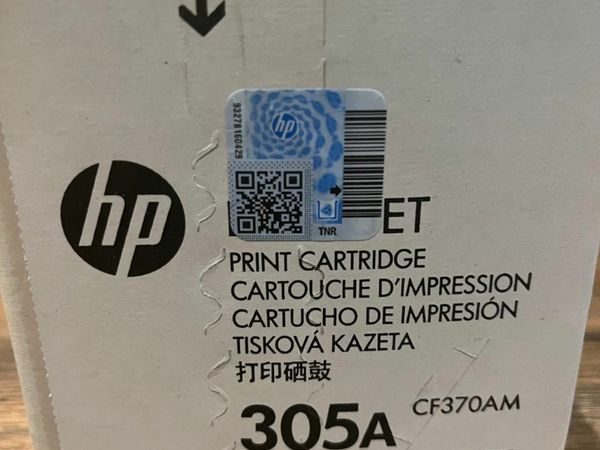 93278160429
hp
TNR
hp
ET
PRINT CARTRIDGE
CARTOUCHE D'IMPRESSION
CARTUCHO DE IMPRESIÓN
TISKOVÁ KAZETA
打印硒鼓
305A CF370AM